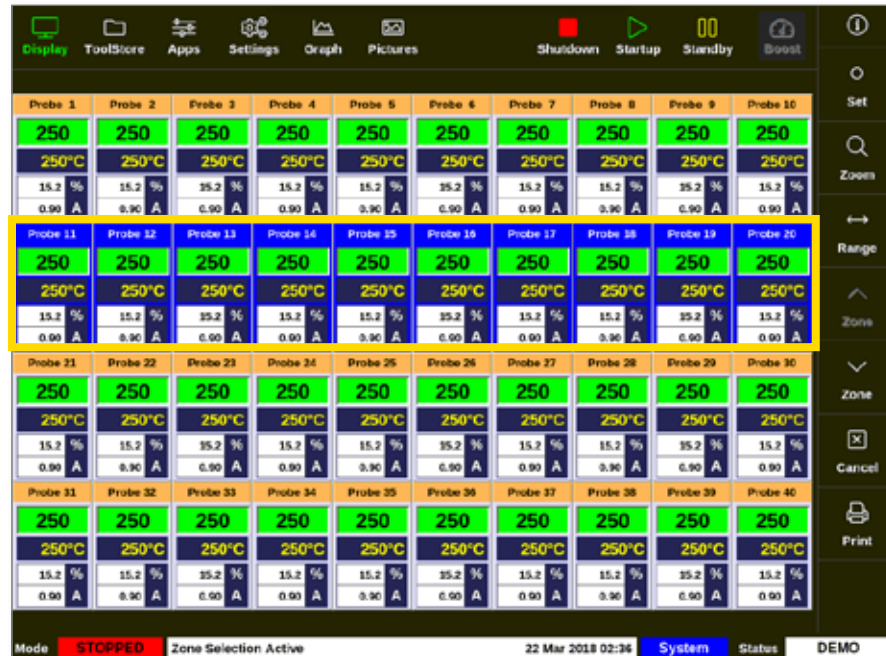 Display ToolStore Apps Settings Graph Pictures Shutdown Startup Standby Boost
Set
Zoom
Range
Zone
Zone
Cancel
Print
Probe 1 Probe 2 Probe 3 Probe 4 Probe 5 Probe 6 Probe 7 Probe 8 Probe 9 Probe 10
250 250 250 250 250 250 250 250 250 250
250°C 250°C 250°C 250°C 250°C 250°C 250°C 250°C 250°C 250°C
15.2 % 15.2 % 15.2 % 15.2 % 15.2 % 15.2 % 15.2 % 15.2 % 15.2 % 15.2 %
0.90 A 0.90 A 0.90 A 0.90 A 0.90 A 0.90 A 0.90 A 0.90 A 0.90 A 0.90 A
Probe 11 Probe 12 Probe 13 Probe 14 Probe 15 Probe 16 Probe 17 Probe 18 Probe 19 Probe 20
250 250 250 250 250 250 250 250 250 250
250°C 250°C 250°C 250°C 250°C 250°C 250°C 250°C 250°C 250°C
15.2 % 15.2 % 15.2 % 15.2 % 15.2 % 15.2 % 15.2 % 15.2 % 15.2 % 15.2 %
0.90 A 0.90 A 0.90 A 0.90 A 0.90 A 0.90 A 0.90 A 0.90 A 0.90 A 0.90 A
Probe 21 Probe 22 Probe 23 Probe 24 Probe 25 Probe 26 Probe 27 Probe 28 Probe 29 Probe 30
250 250 250 250 250 250 250 250 250 250
250°C 250°C 250°C 250°C 250°C 250°C 250°C 250°C 250°C 250°C
15.2 % 15.2 % 15.2 % 15.2 % 15.2 % 15.2 % 15.2 % 15.2 % 15.2 % 15.2 %
0.90 A 0.90 A 0.90 A 0.90 A 0.90 A 0.90 A 0.90 A 0.90 A 0.90 A 0.90 A
Probe 31 Probe 32 Probe 33 Probe 34 Probe 35 Probe 36 Probe 37 Probe 38 Probe 39 Probe 40
250 250 250 250 250 250 250 250 250 250
250°C 250°C 250°C 250°C 250°C 250°C 250°C 250°C 250°C 250°C
15.2 % 15.2 % 15.2 % 15.2 % 15.2 % 15.2 % 15.2 % 15.2 % 15.2 % 15.2 %
0.90 A 0.90 A 0.90 A 0.90 A 0.90 A 0.90 A 0.90 A 0.90 A 0.90 A 0.90 A
Mode STOPPED Zone Selection Active 22 Mar 2018 02:36 System Status DEMO